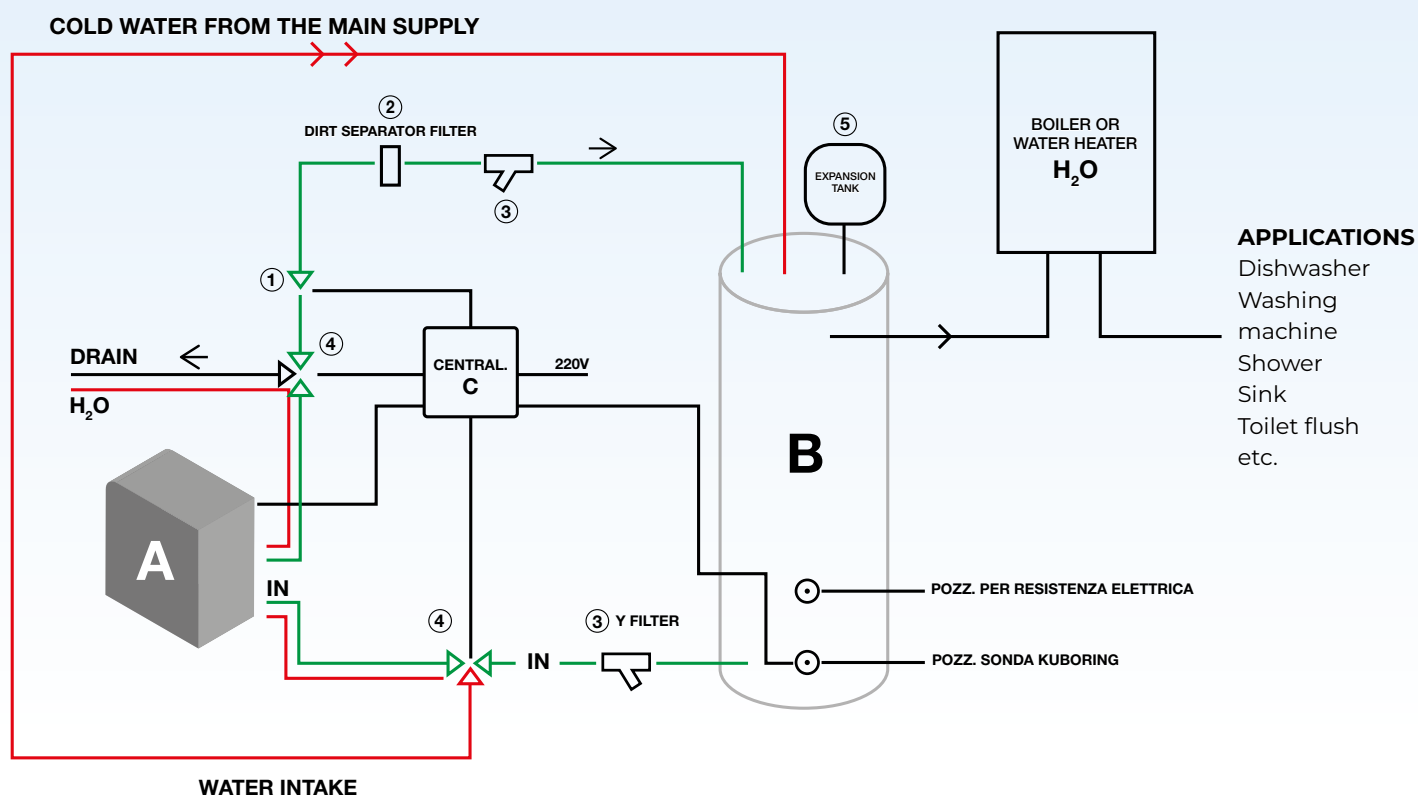 COLD WATER FROM THE MAIN SUPPLY
②
DIRT SEPARATOR FILTER
③
⑤
EXPANSION
TANK
BOILER OR
WATER HEATER
H₂O
APPLICATIONS
Dishwasher
Washing
machine
Shower
Sink
Toilet flush
etc.
①
④
DRAIN
H₂O
CENTRAL.
C
220V
B
A
IN
④
IN
③ Y FILTER
POZZ. PER RESISTENZA ELETTRICA
POZZ. SONDA KUBORING
WATER INTAKE